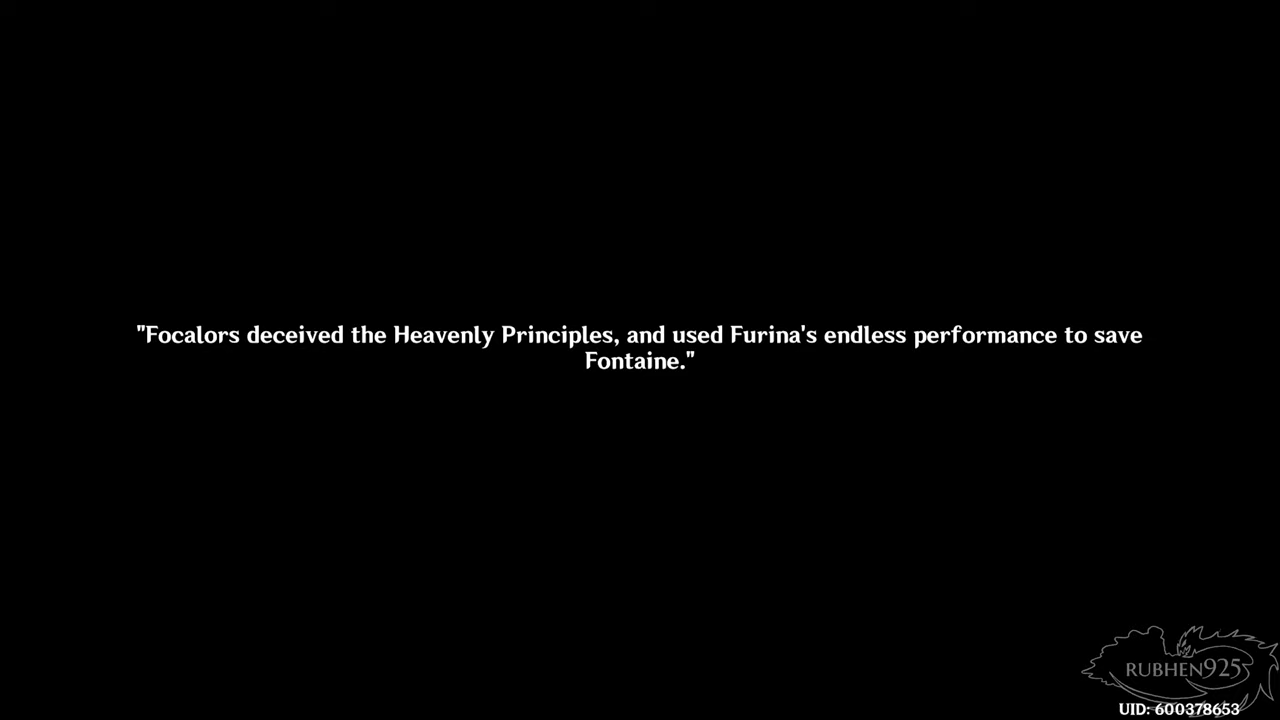 "Focalors deceived the Heavenly Principles, and used Furina's endless performance to save
Fontaine."
RUBHEN925
UID: 600378653